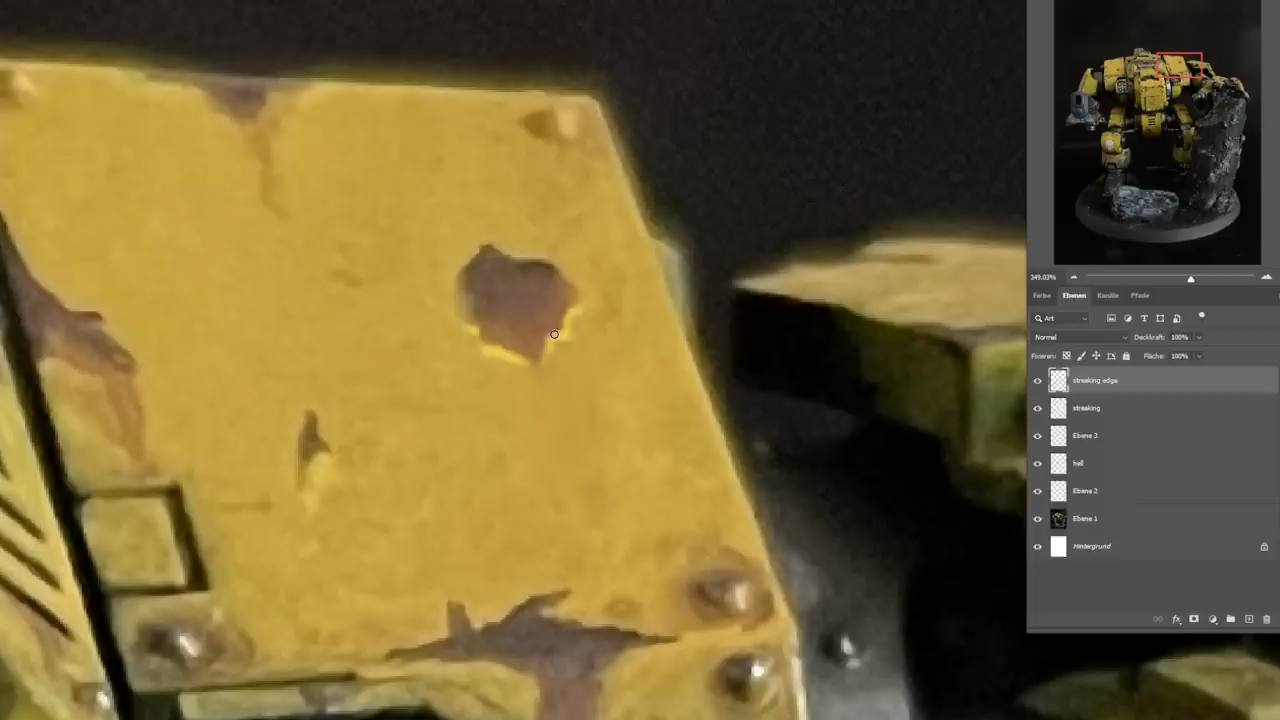 349.03%
Farbe Ebenen Kanäle Pfade
Art
Normal Deckkraft: 100%
Fixieren: Fläche: 100%
streaking edge
streaking
Ebene 3
hell
Ebene 2
Ebene 1
Hintergrund